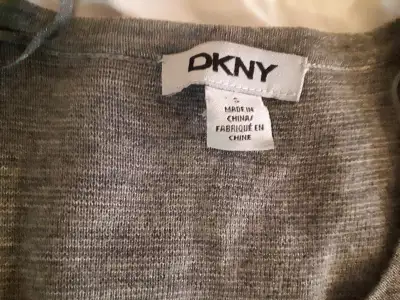 DKNY
S
MADE IN
CHINA/
FABRIQUÉ EN
CHINE